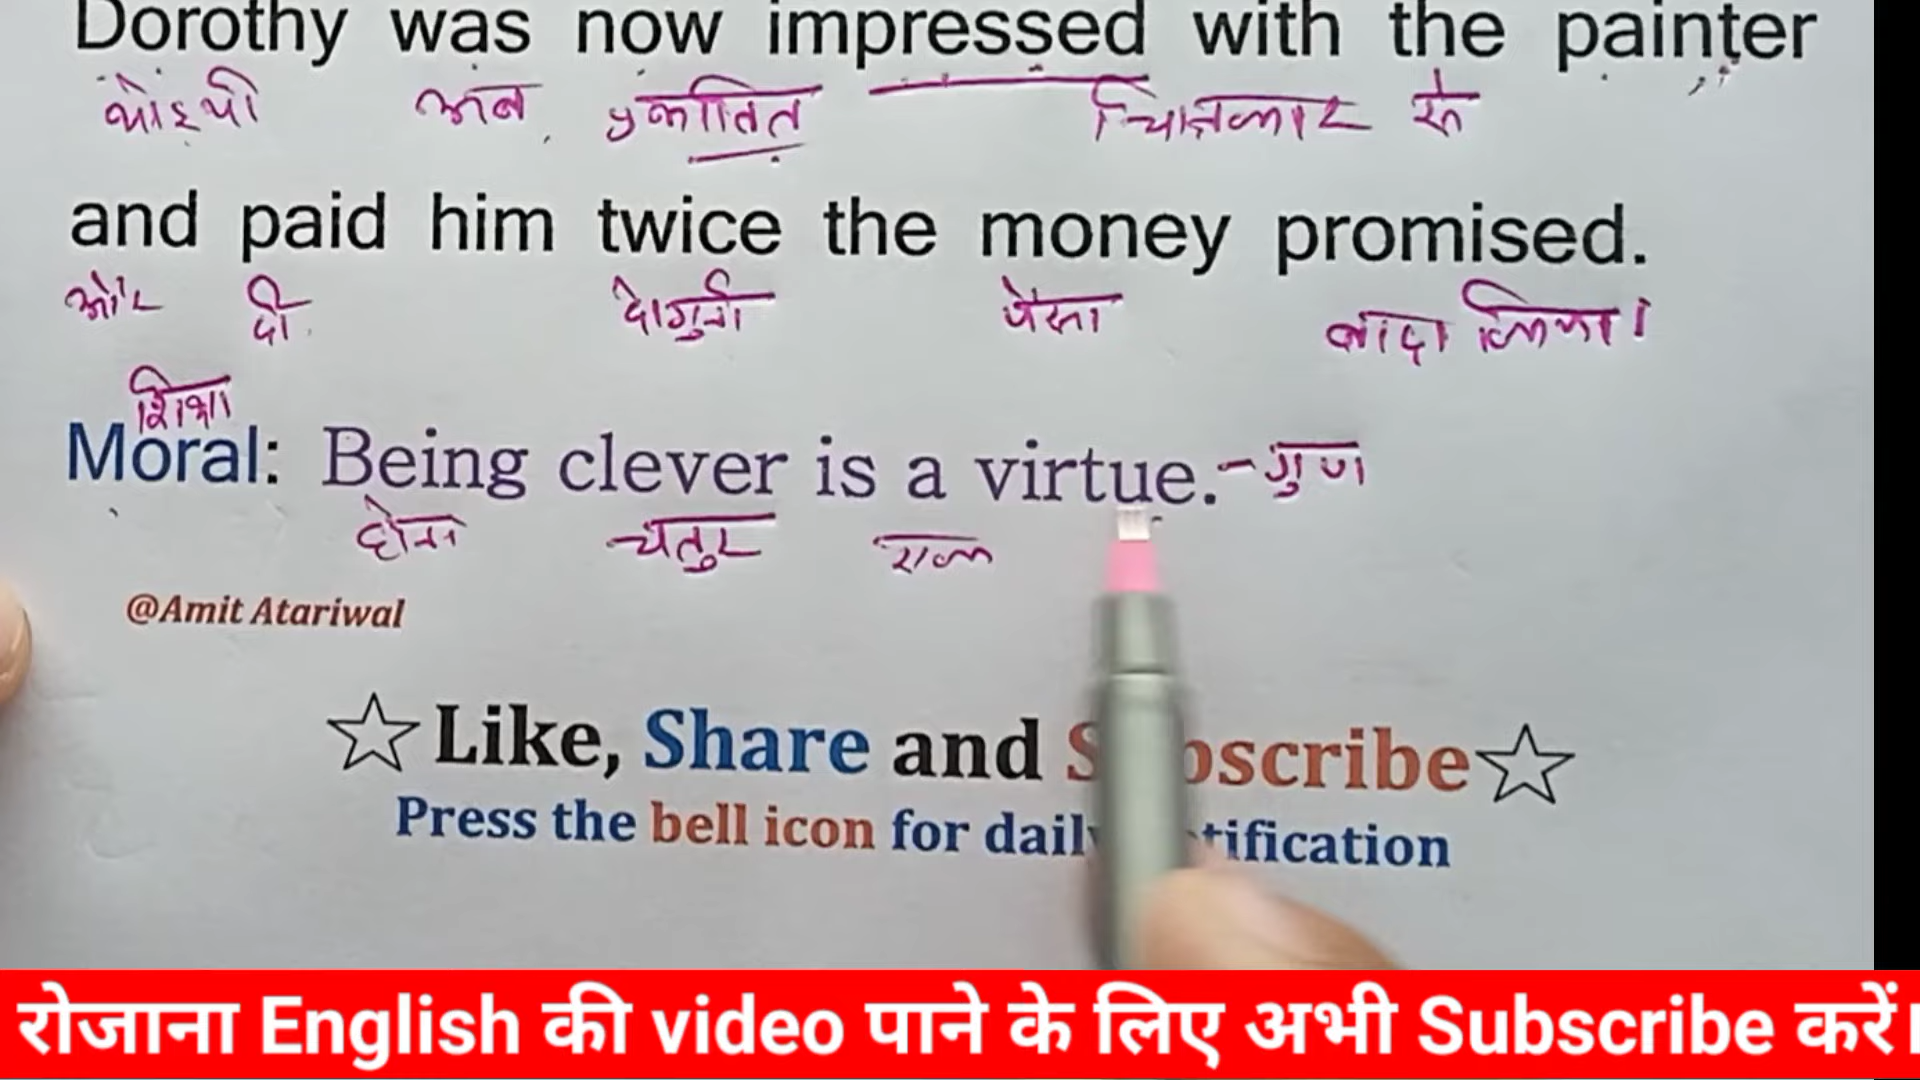 Dorothy was now impressed with the painter
अब चित्रकार से
and paid him twice the money promised.
और दी दोगुनी पैसा वादा किया।
शिक्षा
Moral: Being clever is a virtue. - गुण
होना चतुर एक
@Amit Atariwal
☆ Like, Share and Subscribe ☆
Press the bell icon for daily notification
रोजाना English की video पाने के लिए अभी Subscribe करें।